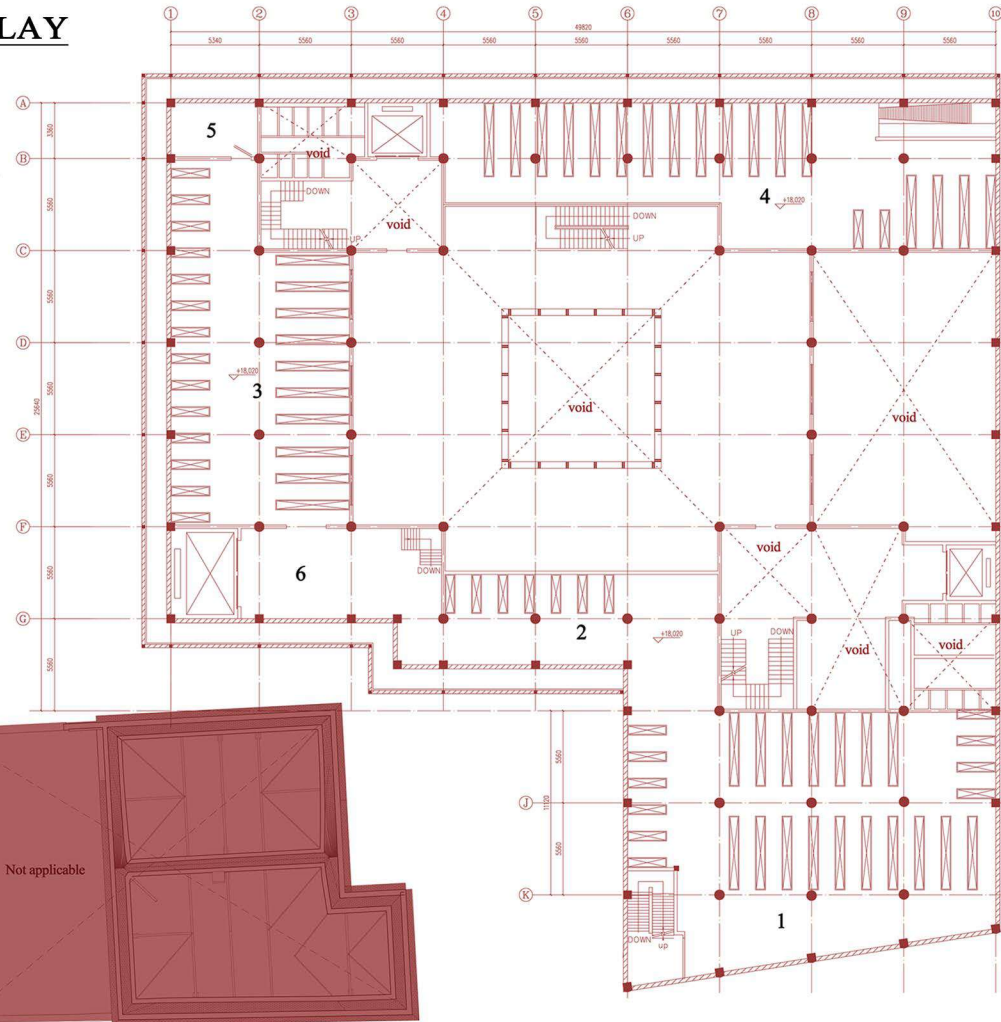 LAY
1 2 3 4 5 6 7 8 9 10
49820
5340 5560 5560 5560 5560 5560 5560 5560 5560
A
5
3360
void
B
4
+18,020
DOWN
5560
void
DOWN
UP
UP
C
5560
D
+18,020
3
25640
void
void
5560
E
5560
F
void
6
DOWN
5560
G
2
+18,020
UP
DOWN
void
void
5560
5560
J
11120
Not applicable
5560
K
1
DOWN
up